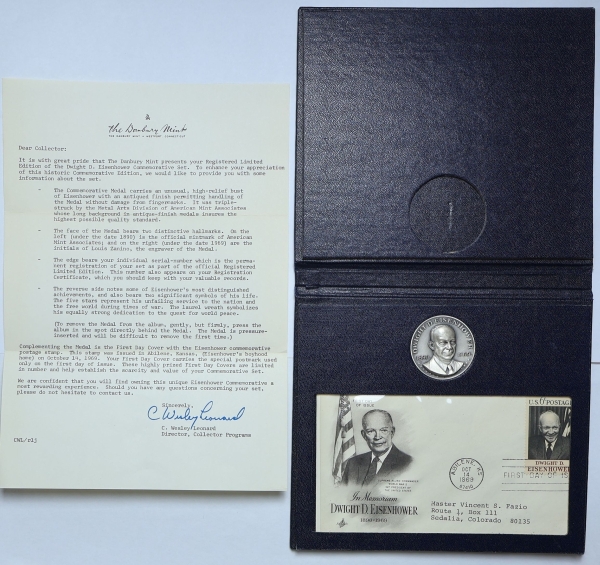 The Danbury Mint
THE DANBURY MINT • WESTPORT, CONNECTICUT
Dear Collector:
It is with great pride that The Danbury Mint presents your Registered Limited
Edition of the Dwight D. Eisenhower Commemorative Set. To enhance your appreciation
of this historic Commemorative Edition, we would like to provide you with some
information about the set.
- The Commemorative Medal carries an unusual, high-relief bust
of Eisenhower with an antiqued finish permitting handling of
the Medal without damage from fingermarks. It was triple-
struck by the Metal Arts Division of American Mint Associates
whose long background in antique-finish medals insures the
highest possible quality standard.
- The face of the Medal bears two distinctive hallmarks. On the
left (under the date 1890) is the official mintmark of American
Mint Associates; and on the right (under the date 1969) are the
initials of Louis the engraver of the Medal.
- The edge bears your individual serial-number which is the perma-
nent registration of your set as part of the official Registered
Limited Edition. This number also appears on your Registration
Certificate, which you should keep with your valuable records.
- The reverse side notes some of Eisenhower's most distinguished
achievements, and also bears two significant symbols of his life.
The five stars represent his unfailing service to the nation and
the free world during times of war. The laurel wreath symbolizes
his equally strong dedication to the quest for world peace.
(To remove the Medal from the album, gently, but firmly, press the
album in the spot directly behind the Medal. The Medal is pressure-
inserted and will be difficult to remove the first time.)
Complementing the Medal is the First Day Cover with the Eisenhower commemorative
postage stamp. This stamp was issued in Abilene, Kansas, (Eisenhower's boyhood
home) on October 14, 1969. Your First Day Cover carries the special postmark used
only on the first day of issue. These highly prized First Day Covers are limited
in number and help establish the scarcity and value of your Commemorative Set.
We are confident that you will find owning this unique Eisenhower Commemorative a
most rewarding experience. Should you have any questions concerning your set,
please do not hesitate to contact us.
Sincerely,
C. Wesley Leonard
C. Wesley Leonard
Director, Collector Programs
CWL/rlj
DWIGHT D. EISENHOWER
1890
1969
U.S. 6c POSTAGE
DWIGHT D.
EISENHOWER
ABILENE, KS
OCT
14
1969
67410
FIRST DAY OF IS
In Memoriam
DWIGHT D. EISENHOWER
1890-1969
Master Vincent S. Fazio
Route 1, Box 111
Sedalia, Colorado 80135